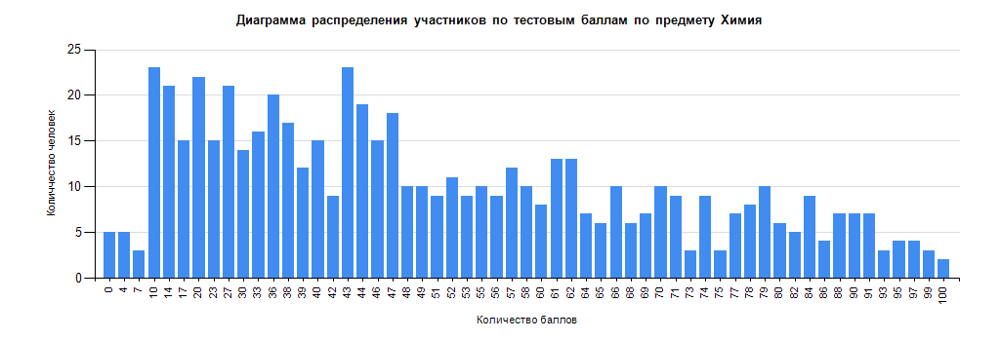 Диаграмма распределения участников по тестовым баллам по предмету Химия
Количчество человек
25
20
15
10
5
0
0 4 7 10 14 17 20 23 27 30 33 36 38 39 40 42 43 44 46 47 48 49 51 52 53 55 56 57 58 60 61 62 64 65 66 68 69 70 71 73 74 75 77 78 79 80 82 84 86 88 90 91 93 95 97 99 100
Количество баллов